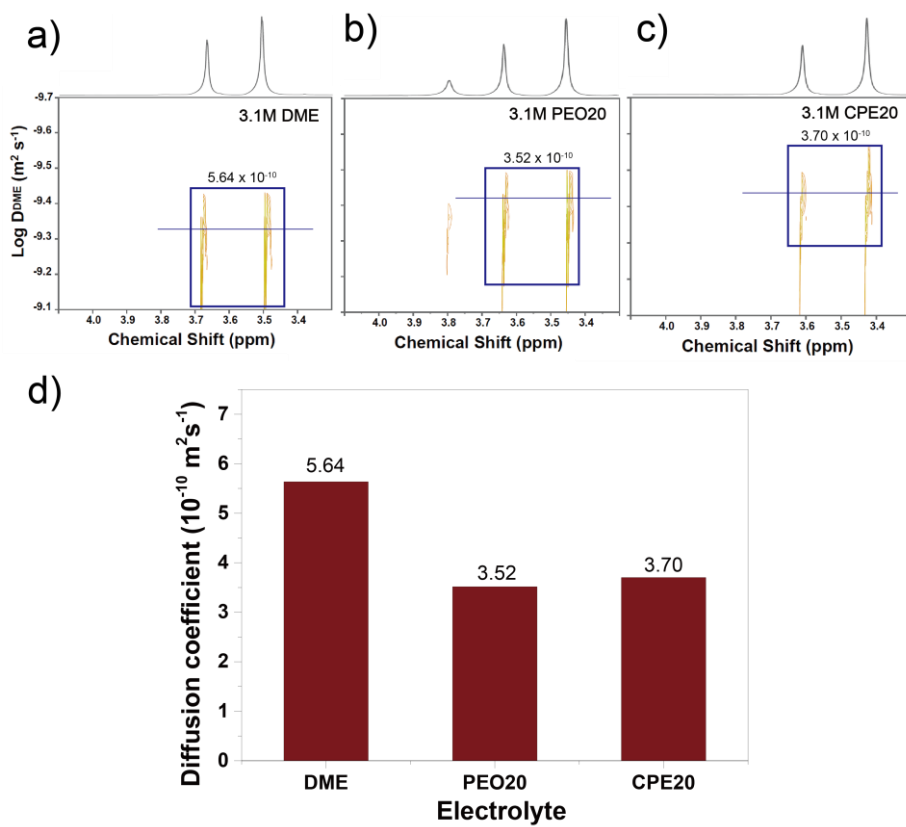 a)
3.1M DME
5.64 x 10⁻¹⁰
Log Dᴰᴹᴱ (m² s⁻¹)
-9.7
-9.6
-9.5
-9.4
-9.3
-9.2
-9.1
4.0 3.9 3.8 3.7 3.6 3.5 3.4
Chemical Shift (ppm)
b)
3.1M PEO20
3.52 x 10⁻¹⁰
4.0 3.9 3.8 3.7 3.6 3.5 3.4
Chemical Shift (ppm)
c)
3.1M CPE20
3.70 x 10⁻¹⁰
4.0 3.9 3.8 3.7 3.6 3.5 3.4
Chemical Shift (ppm)
d)
Diffusion coefficient (10⁻¹⁰ m²s⁻¹)
7
6
5
4
3
2
1
0
5.64
3.52
3.70
DME PEO20 CPE20
Electrolyte